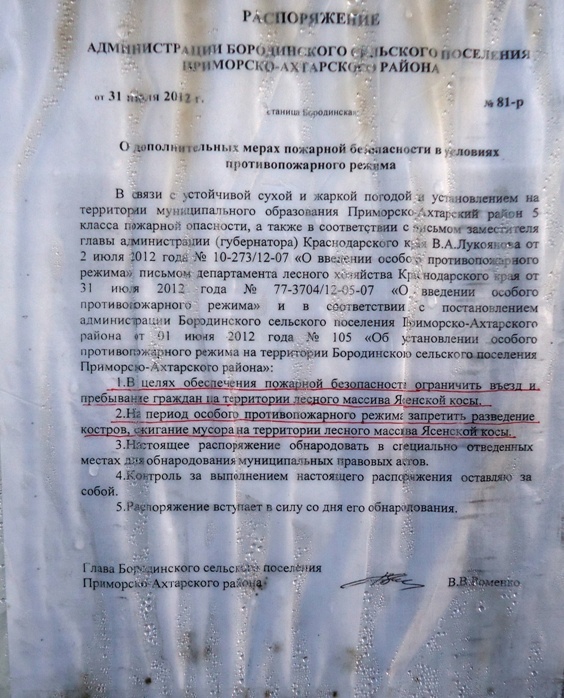 РАСПОРЯЖЕНИЕ
АДМИНИСТРАЦИИ БОРОДИНСКОГО СЕЛЬСКОГО ПОСЕЛЕНИЯ
ПРИМОРСКО-АХТАРСКОГО РАЙОНА
от 31 июля 2012 г.
№ 81-р
станица Бородинская
О дополнительных мерах пожарной безопасности в условиях
противопожарного режима
В связи с устойчивой сухой и жаркой погодой и установлением на
территории муниципального образования Приморско-Ахтарский район 5
класса пожарной опасности, а также в соответствии с письмом заместителя
главы администрации (губернатора) Краснодарского края В.А.Лукоянова от
2 июля 2012 года № 10-273/12-07 «О введении особого противопожарного
режима» письмом департамента лесного хозяйства Краснодарского края от
31 июля 2012 года № 77-3704/12-05-07 «О введении особого
противопожарного режима» и в соответствии с постановлением
администрации Бородинского сельского поселения Приморско-Ахтарского
района от 01 июня 2012 года № 105 «Об установлении особого
противопожарного режима на территории Бородинскою сельского поселения
Приморско-Ахтарского района»:
1.В целях обеспечения пожарной безопасности ограничить въезд и
пребывание граждан на территории лесного массива Ясенской косы.
2.На период особого противопожарного режима запретить разведение
костров, сжигание мусора на территории лесного массива Ясенской косы.
3.Настоящее распоряжение обнародовать в специально отведенных
местах для обнародования муниципальных правовых актов.
4.Контроль за выполнением настоящего распоряжения оставляю за
собой.
5.Распоряжение вступает в силу со дня его обнародования.
Глава Бородинского сельского поселения
Приморско-Ахтарского района
В.В.Роменко